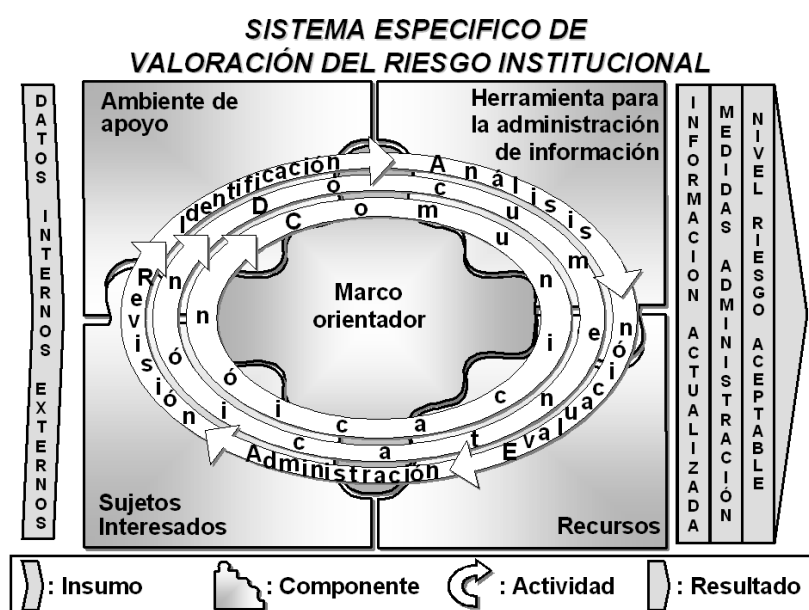 SISTEMA ESPECIFICO DE
VALORACIÓN DEL RIESGO INSTITUCIONAL
DATOS INTERNOS EXTERNOS
Ambiente de
apoyo
Herramienta para
la administración
de información
Identificación
Análisis
Evaluación
Administración
Revisión
Documentación
Comunicación
Marco
orientador
Sujetos
Interesados
Recursos
INFORMACION ACTUALIZADA
MEDIDAS ADMINISTRACIÓN
NIVEL RIESGO ACEPTABLE
: Insumo
: Componente
: Actividad
: Resultado